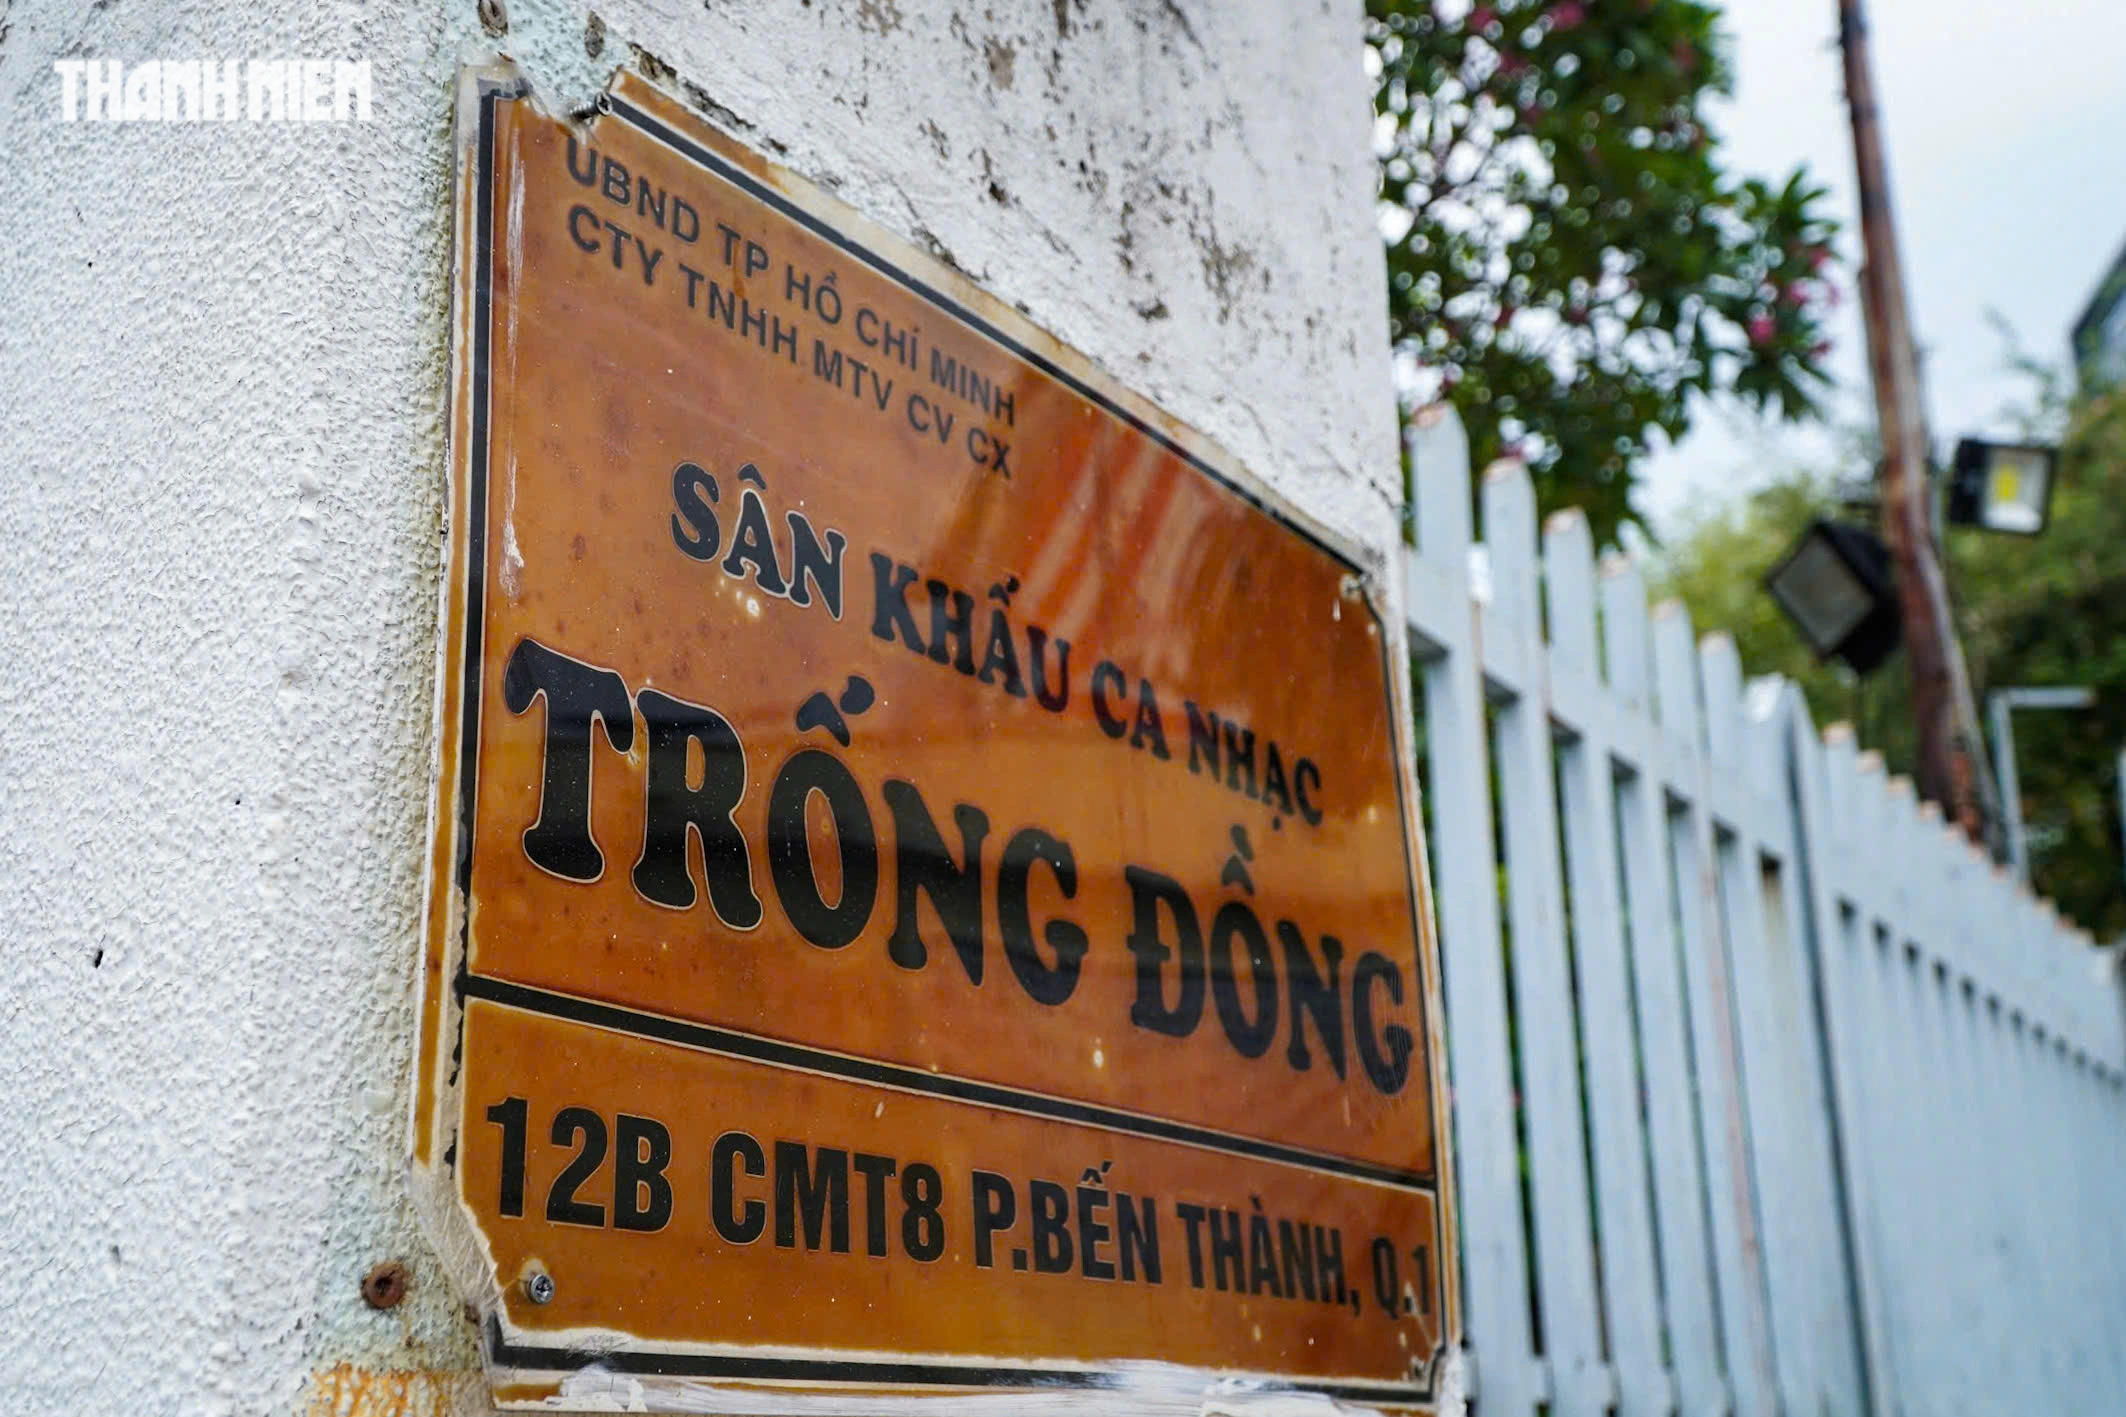 THANH NIÊN
UBND TP HỒ CHÍ MINH
CTY TNHH MTV CV CX
SÂN KHẤU CA NHẠC
TRỐNG ĐỒNG
12B CMT8 P.BẾN THÀNH, Q.1